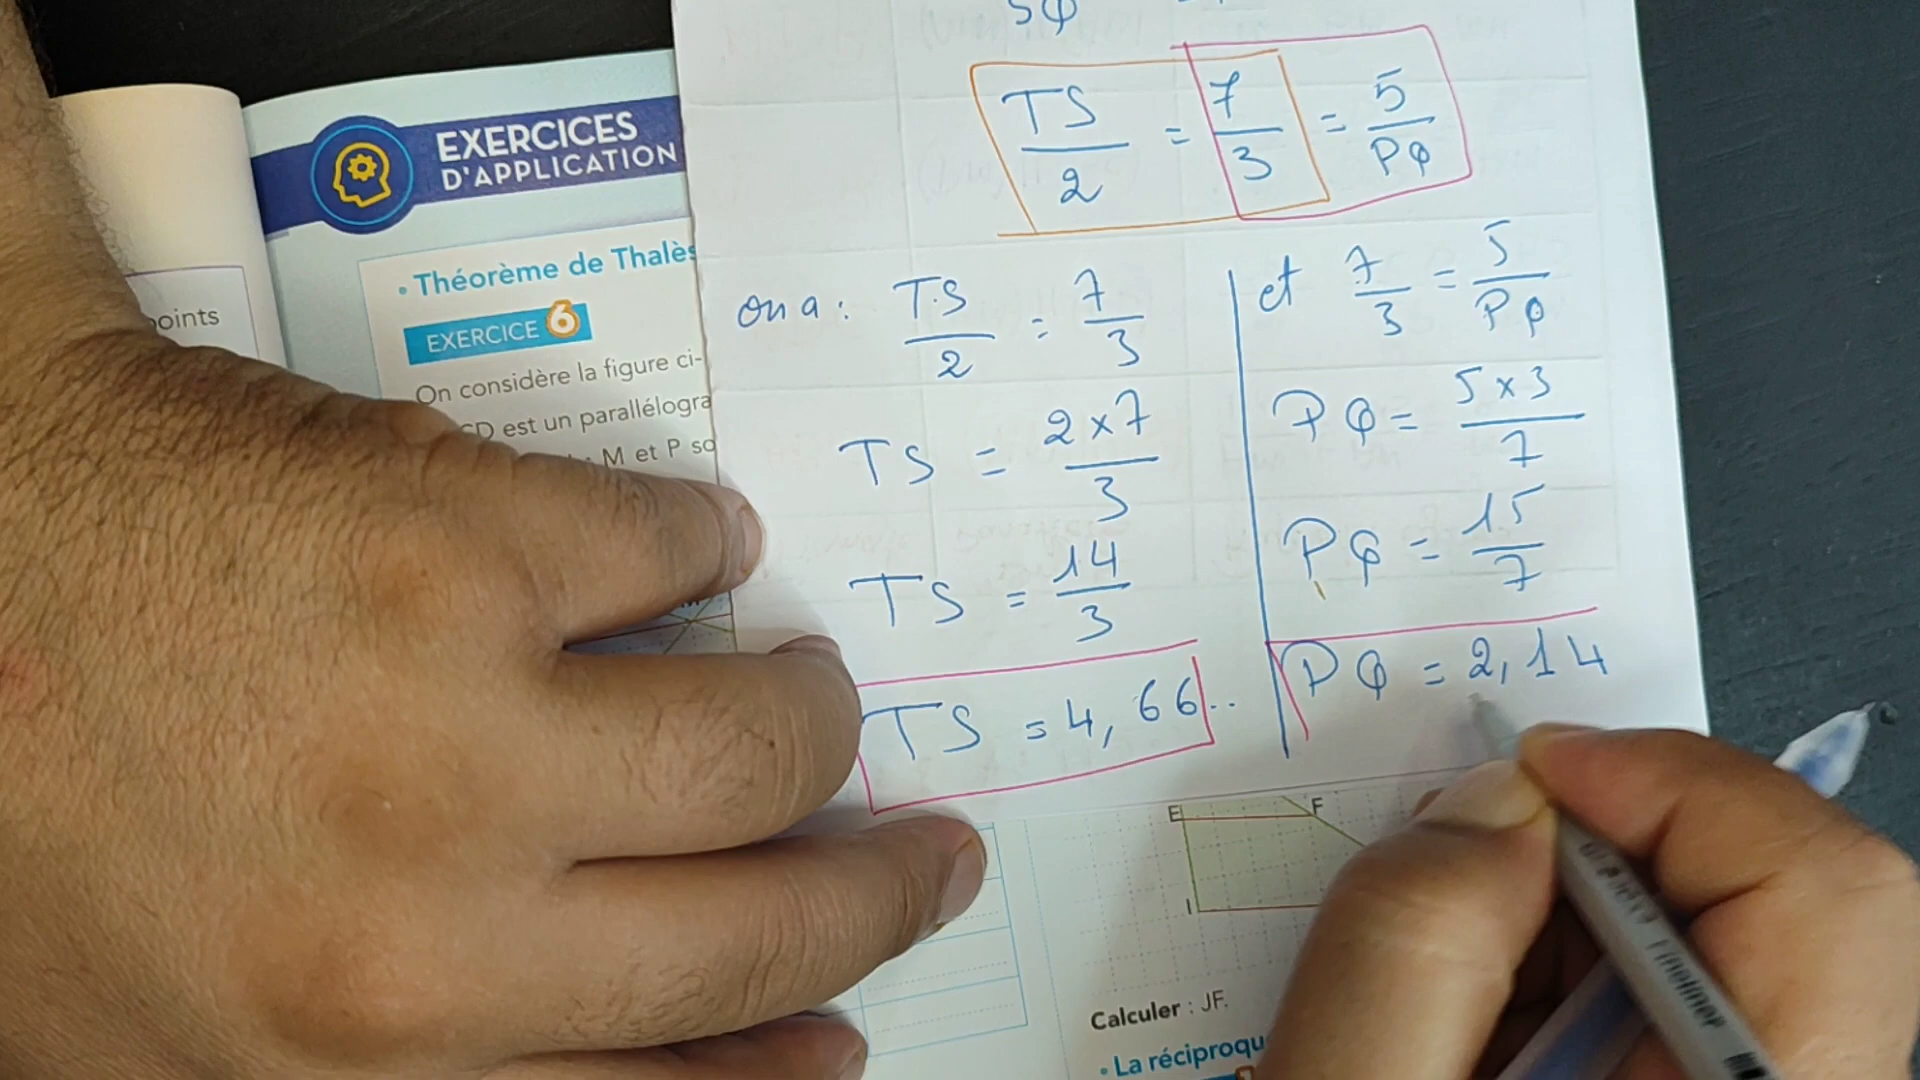 SQ
TS/2 = 7/3 = 5/PQ
on a : TS/2 = 7/3
TS = 2×7/3
TS = 14/3
TS = 4,66..
et 7/3 = 5/PQ
PQ = 5×3/7
PQ = 15/7
PQ = 2,14
points
EXERCICES
D'APPLICATION
• Théorème de Thalès
EXERCICE 6
On considère la figure ci-
CD est un parallélogra
M et P so
E F
I
Calculer : JF.
• La réciproqu